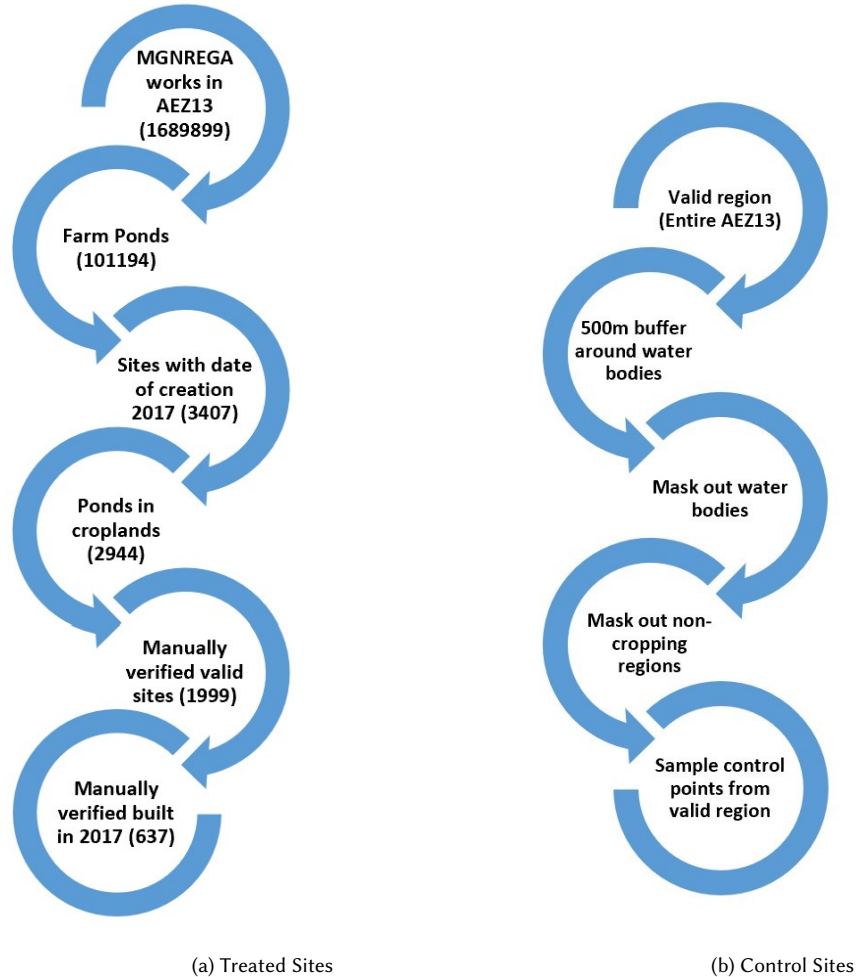 MGNREGA
works in
AEZ13
(1689899)
Farm Ponds
(101194)
Sites with date
of creation
2017 (3407)
Ponds in
croplands
(2944)
Manually
verified valid
sites (1999)
Manually
verified built
in 2017 (637)
(a) Treated Sites
Valid region
(Entire AEZ13)
500m buffer
around water
bodies
Mask out water
bodies
Mask out non-
cropping
regions
Sample control
points from
valid region
(b) Control Sites